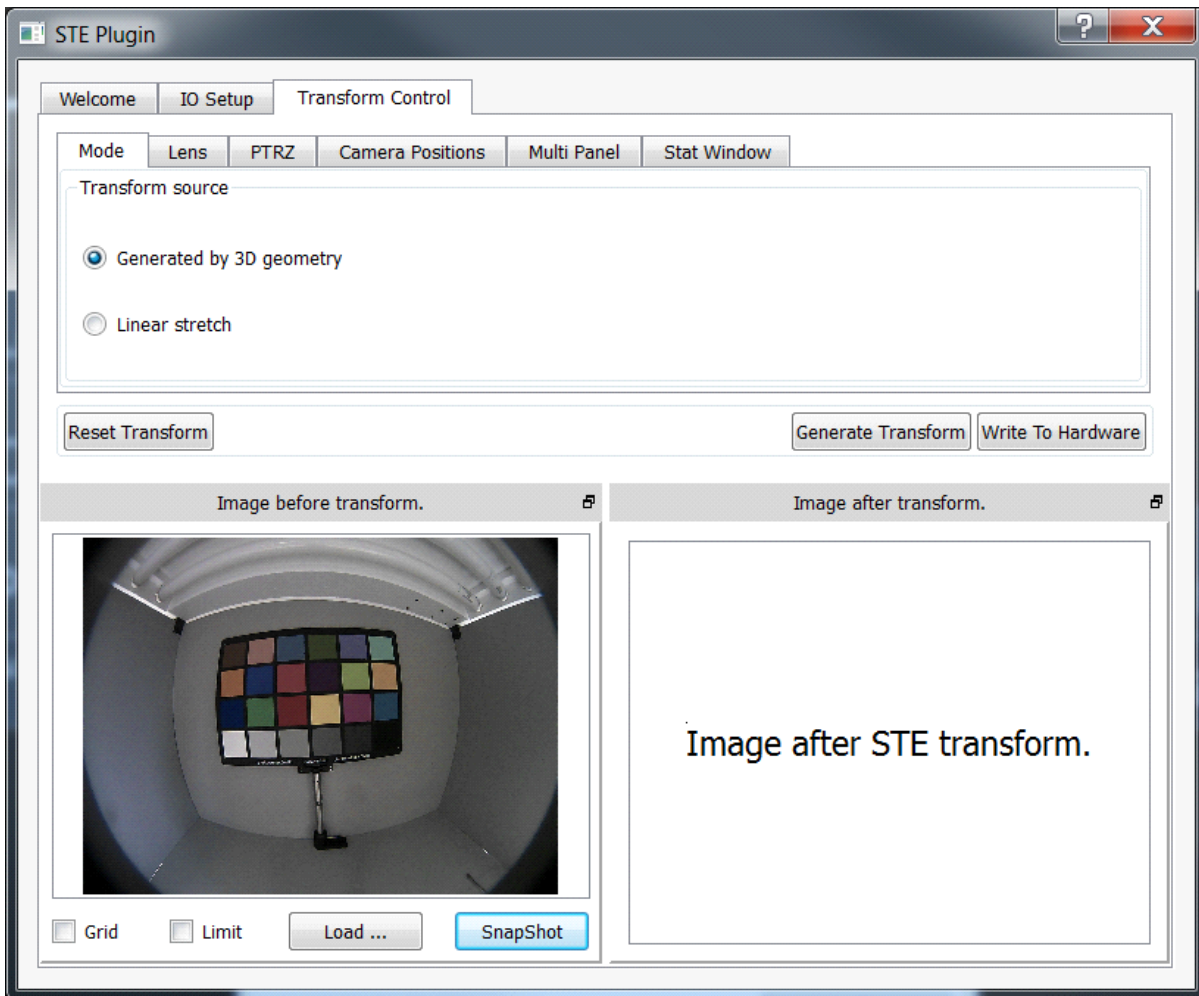 STE Plugin
Welcome IO Setup Transform Control
Mode Lens PTRZ Camera Positions Multi Panel Stat Window
Transform source
Generated by 3D geometry
Linear stretch
Reset Transform Generate Transform Write To Hardware
Image before transform. Image after transform.
Image after STE transform.
Grid Limit Load ... SnapShot